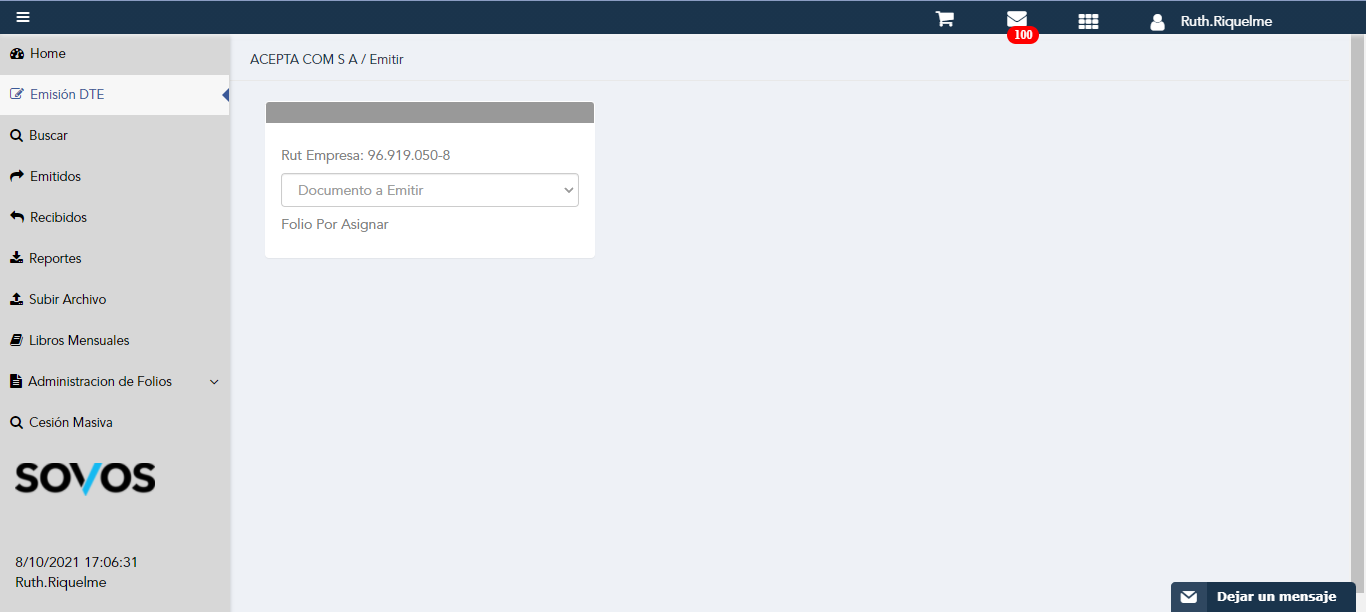 Ruth.Riquelme
100
Home
ACEPTA COM S A / Emitir
Emisión DTE
Buscar
Emitidos
Recibidos
Reportes
Subir Archivo
Libros Mensuales
Administracion de Folios
Cesión Masiva
Rut Empresa: 96.919.050-8
Documento a Emitir
Folio Por Asignar
SOVOS
8/10/2021 17:06:31
Ruth.Riquelme
Dejar un mensaje